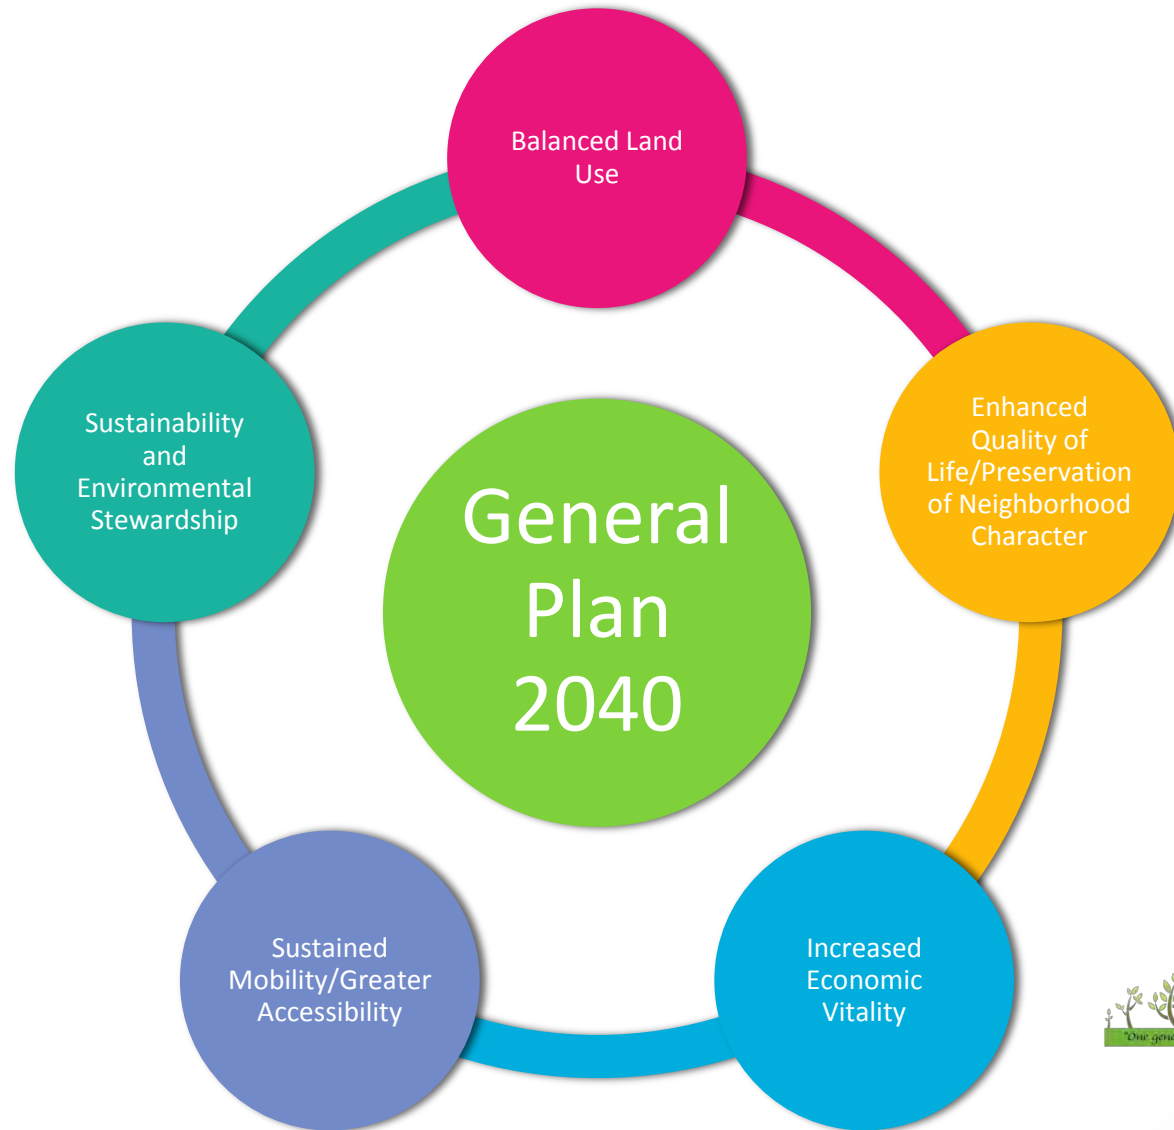 Balanced Land
Use
Enhanced
Quality of
Life/Preservation
of Neighborhood
Character
Increased
Economic
Vitality
Sustained
Mobility/Greater
Accessibility
Sustainability
and
Environmental
Stewardship
General
Plan
2040
"Our